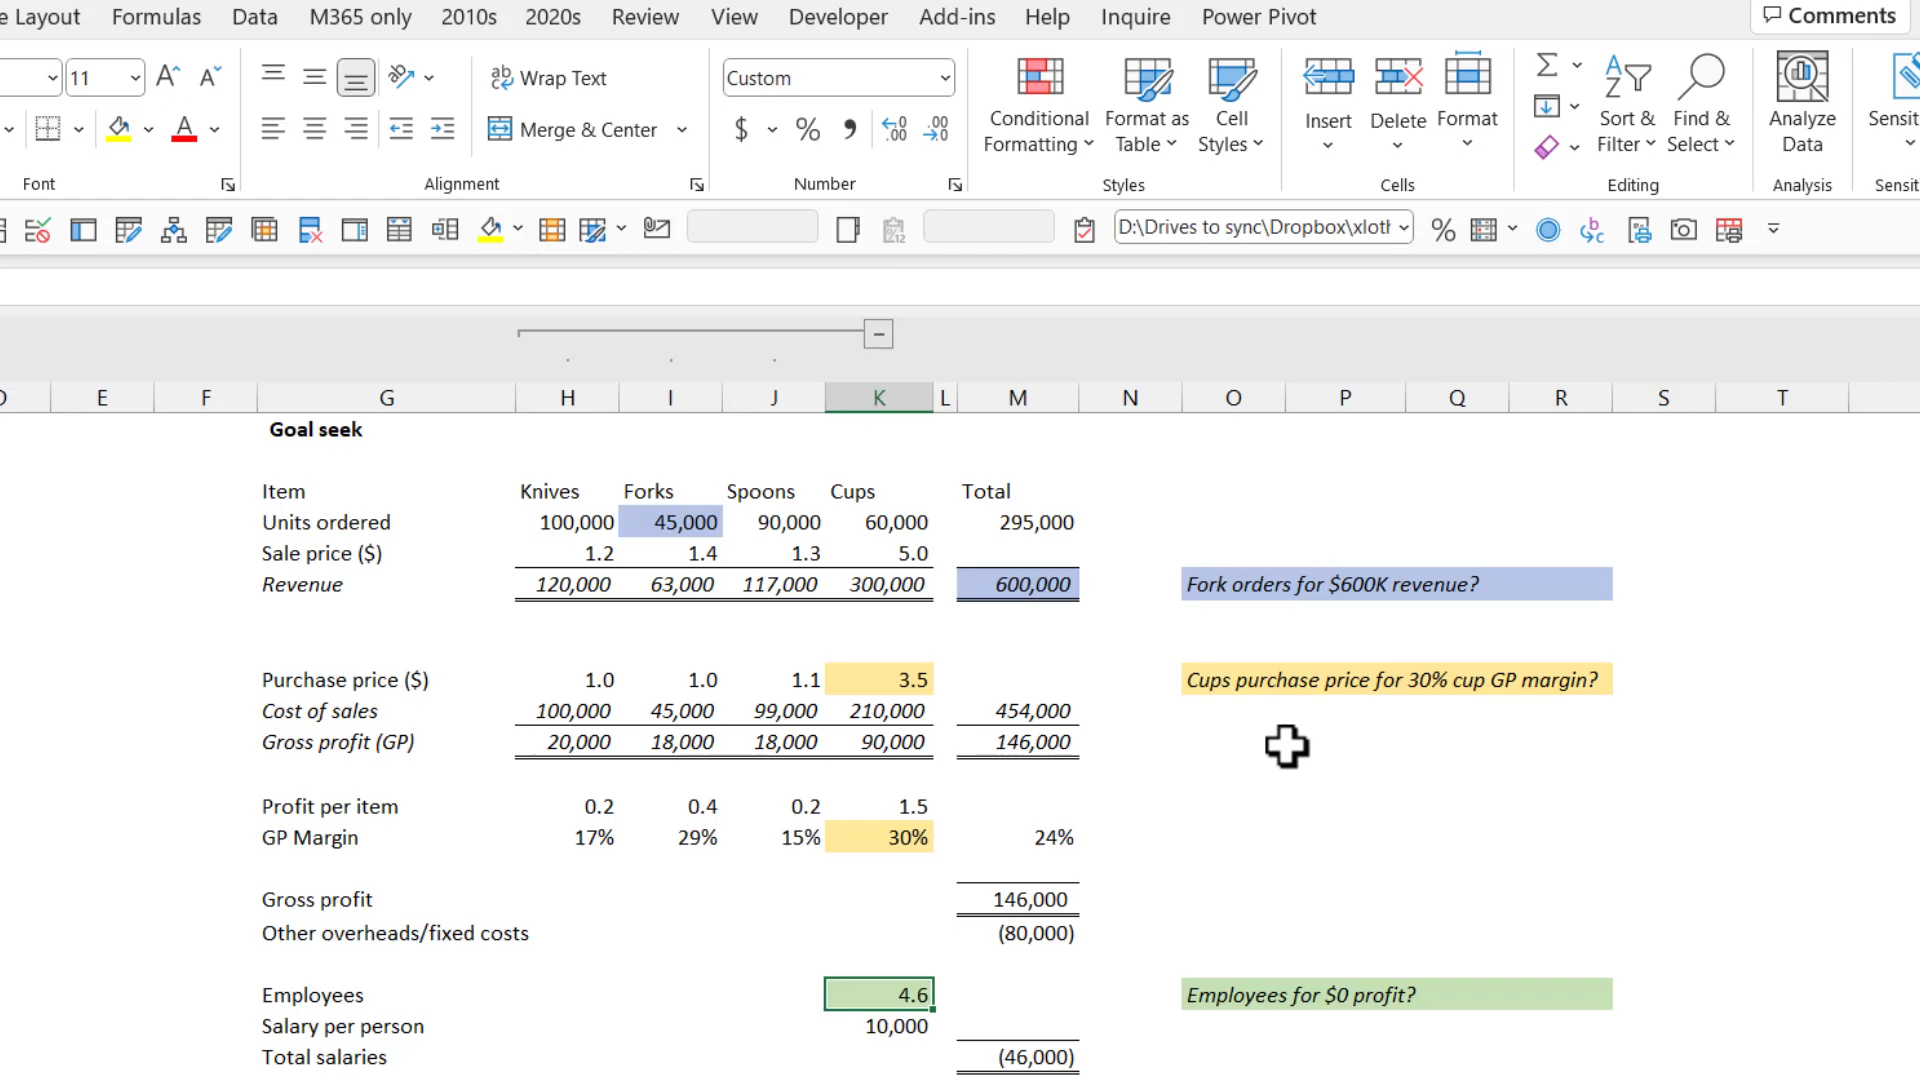 e Layout Formulas Data M365 only 2010s 2020s Review View Developer Add-ins Help Inquire Power Pivot Comments
11 Wrap Text Custom
Merge & Center
Conditional Formatting
Format as Table
Cell Styles
Insert Delete Format
Sort & Filter
Find & Select
Analyze Data
Sensit
Font Alignment Number Styles Cells Editing Analysis Sensit
D:\Drives to sync\Dropbox\xlotl
D E F G H I J K L M N O P Q R S T
Goal seek
Item Knives Forks Spoons Cups Total
Units ordered 100,000 45,000 90,000 60,000 295,000
Sale price ($) 1.2 1.4 1.3 5.0
Revenue 120,000 63,000 117,000 300,000 600,000 Fork orders for $600K revenue?
Purchase price ($) 1.0 1.0 1.1 3.5 Cups purchase price for 30% cup GP margin?
Cost of sales 100,000 45,000 99,000 210,000 454,000
Gross profit (GP) 20,000 18,000 18,000 90,000 146,000
Profit per item 0.2 0.4 0.2 1.5
GP Margin 17% 29% 15% 30% 24%
Gross profit 146,000
Other overheads/fixed costs (80,000)
Employees 4.6 Employees for $0 profit?
Salary per person 10,000
Total salaries (46,000)